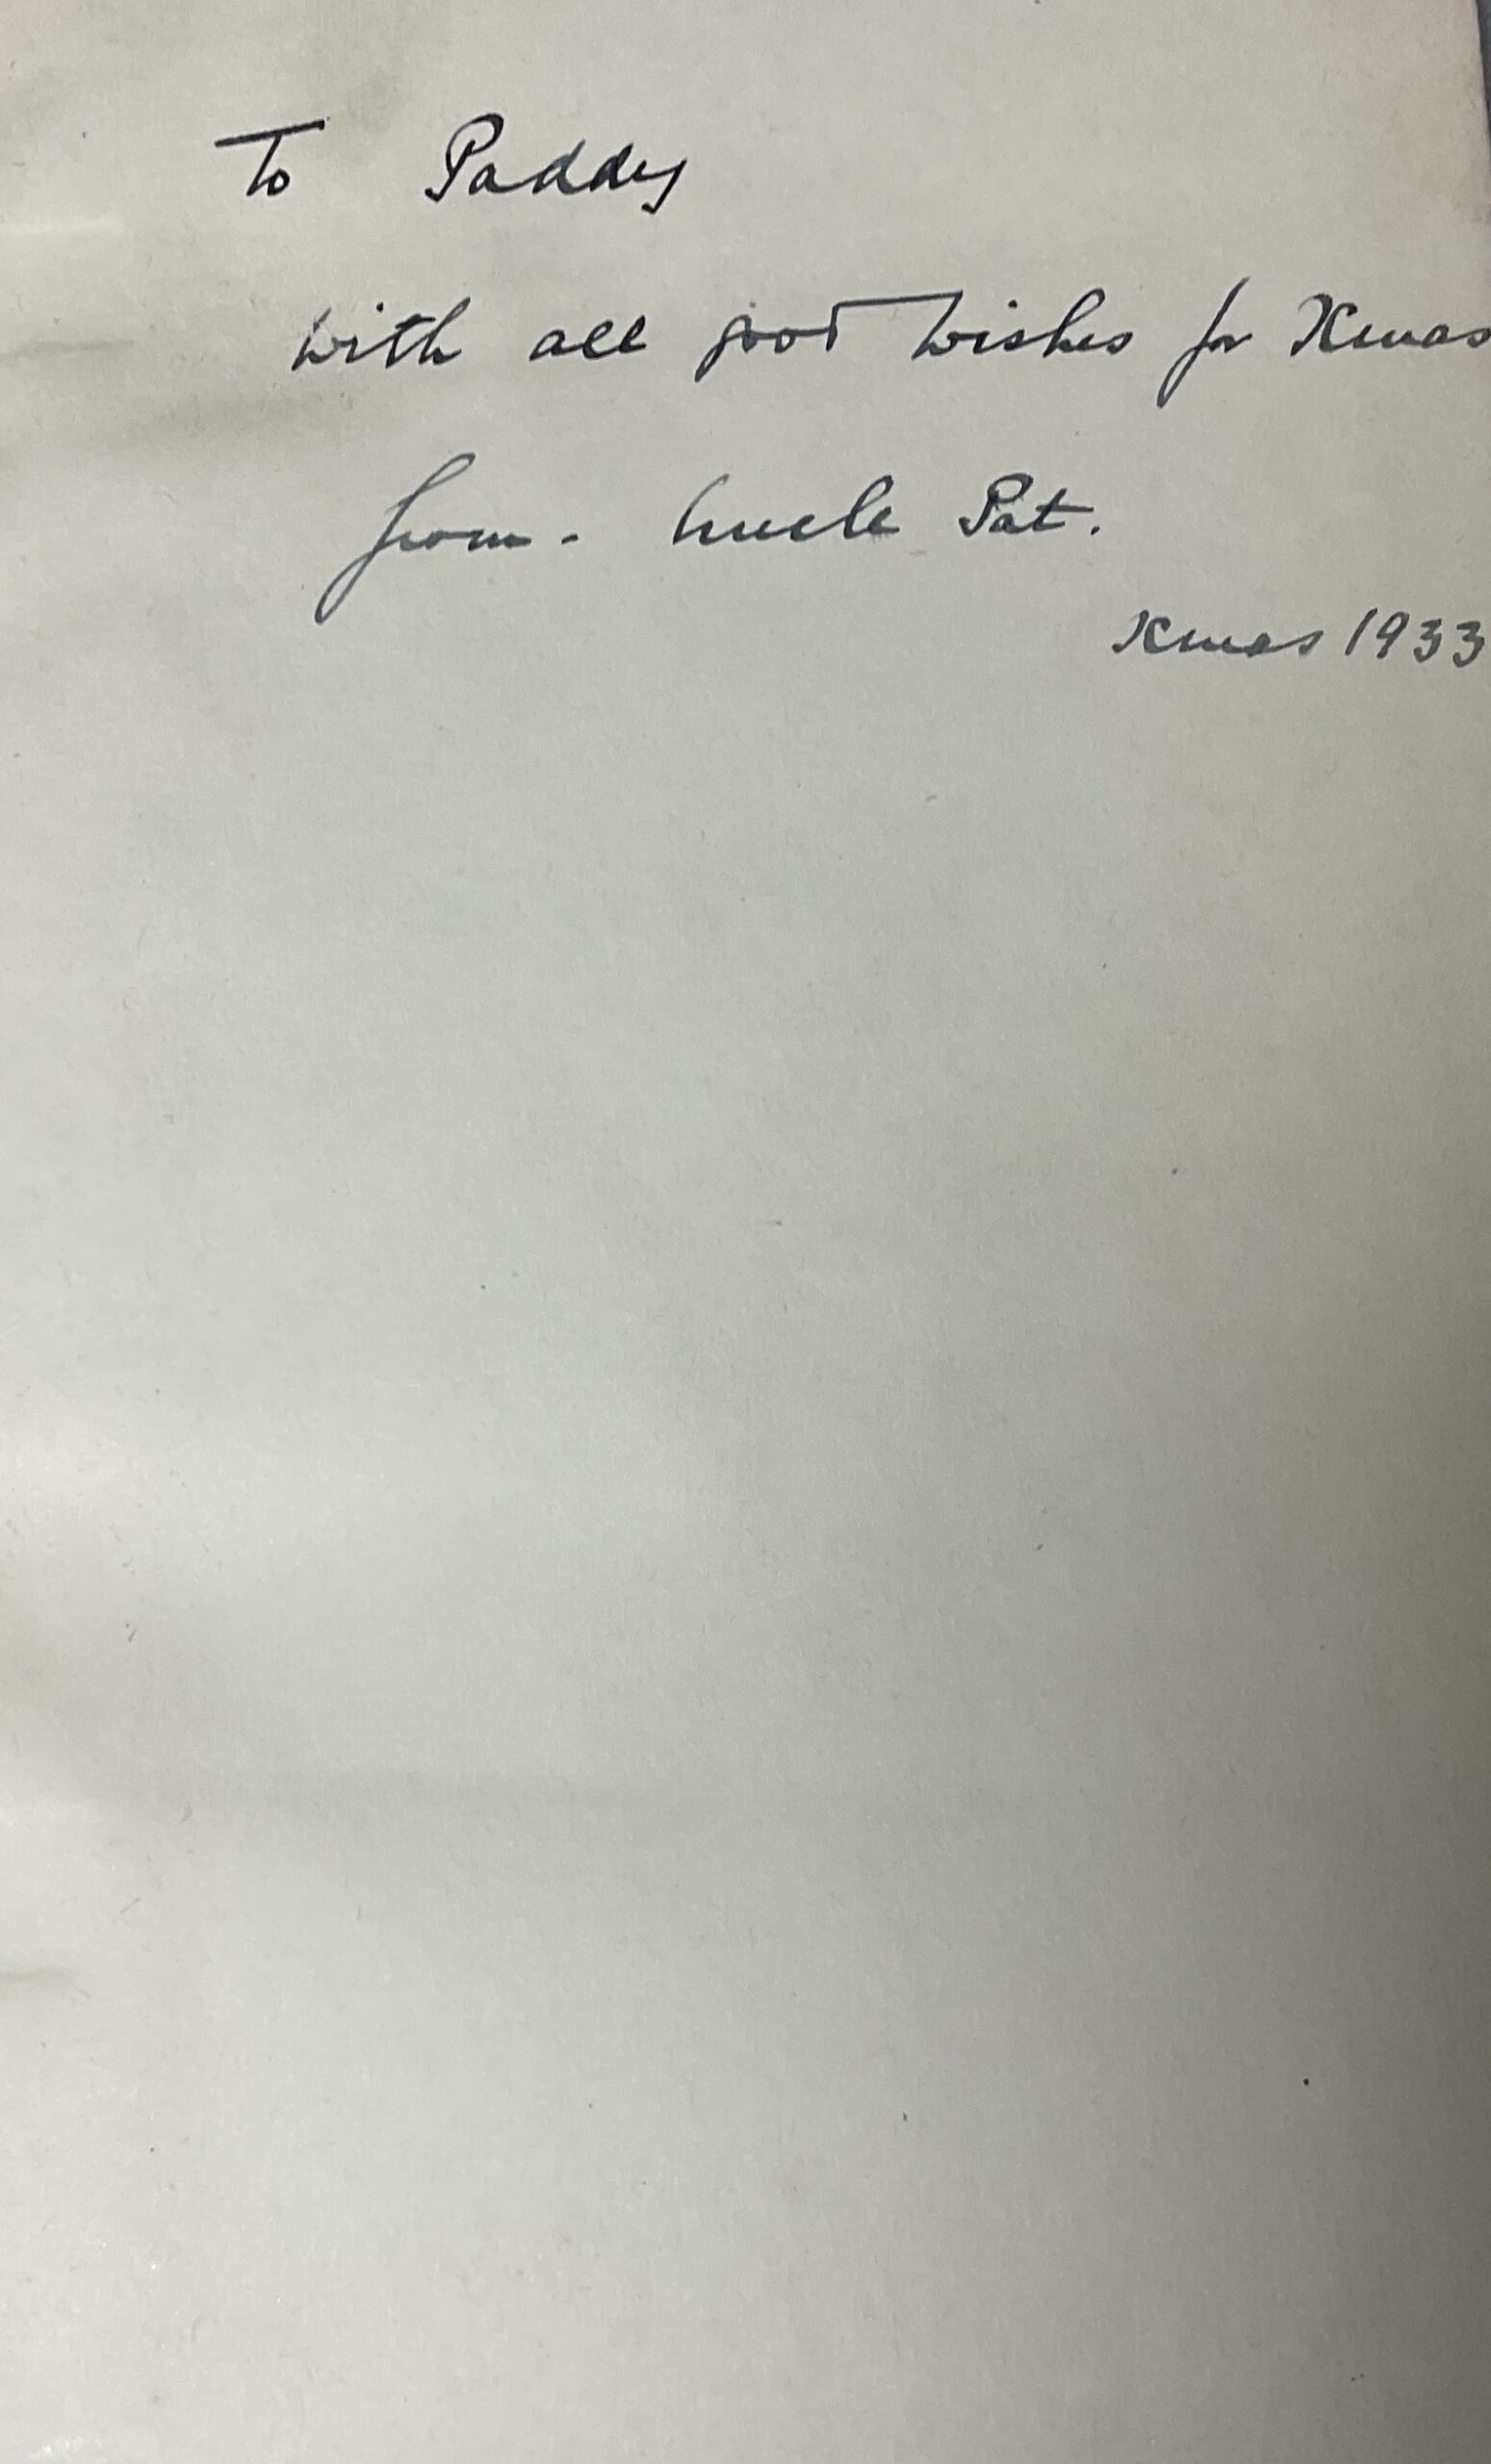 To Paddy
with all good wishes for Xmas
from - Uncle Pat.
Xmas 1933